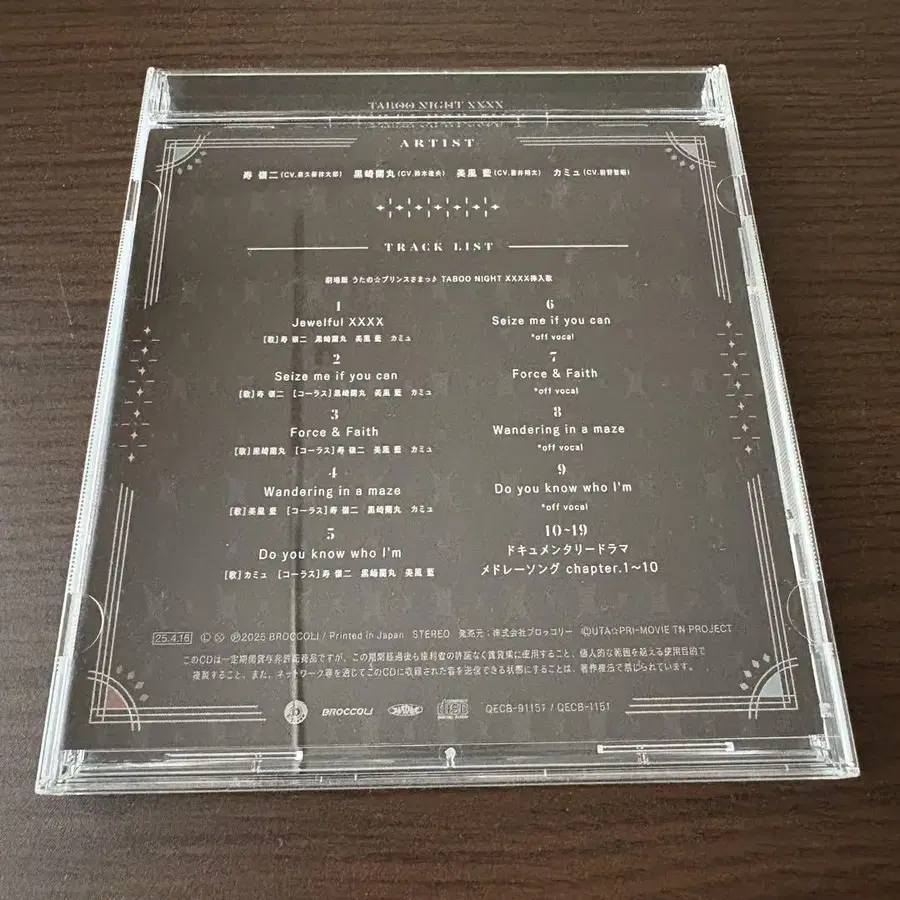 TABOO NIGHT XXXX
ARTIST
寿 嶺二(CV.森久保祥太郎) 黒崎蘭丸(CV.鈴木達央) 美風 藍(CV.蒼井翔太) カミュ(CV.前野智昭)
TRACK LIST
劇場版 うたの☆プリンスさまっ♪ TABOO NIGHT XXXX挿入歌
1
Jewelful XXXX
[歌]寿 嶺二 黒崎蘭丸 美風 藍 カミュ
2
Seize me if you can
[歌]寿 嶺二 [コーラス]黒崎蘭丸 美風 藍 カミュ
3
Force & Faith
[歌]黒崎蘭丸 [コーラス]寿 嶺二 美風 藍 カミュ
4
Wandering in a maze
[歌]美風 藍 [コーラス]寿 嶺二 黒崎蘭丸 カミュ
5
Do you know who I'm
[歌]カミュ [コーラス]寿 嶺二 黒崎蘭丸 美風 藍
6
Seize me if you can
*off vocal
7
Force & Faith
*off vocal
8
Wandering in a maze
*off vocal
9
Do you know who I'm
*off vocal
10~19
ドキュメンタリードラマ
メドレーソング chapter.1~10
25.4.16 Ⓛ Ⓧ ℗2025 BROCCOLI / Printed in Japan STEREO 発売元:株式会社ブロッコリー ©UTA☆PRI-MOVIE TN PROJECT
このCDは一定期間貸与非許諾商品ですが、この期間経過後も権利者の許諾なく賃貸業に使用すること、個人的な範囲を超える使用目的で
複製すること、また、ネットワーク等を通じてこのCDに収録された音を送信できる状態にすることは、著作権法で禁じられています。
BROCCOLI
QECB-91151 / QECB-1151